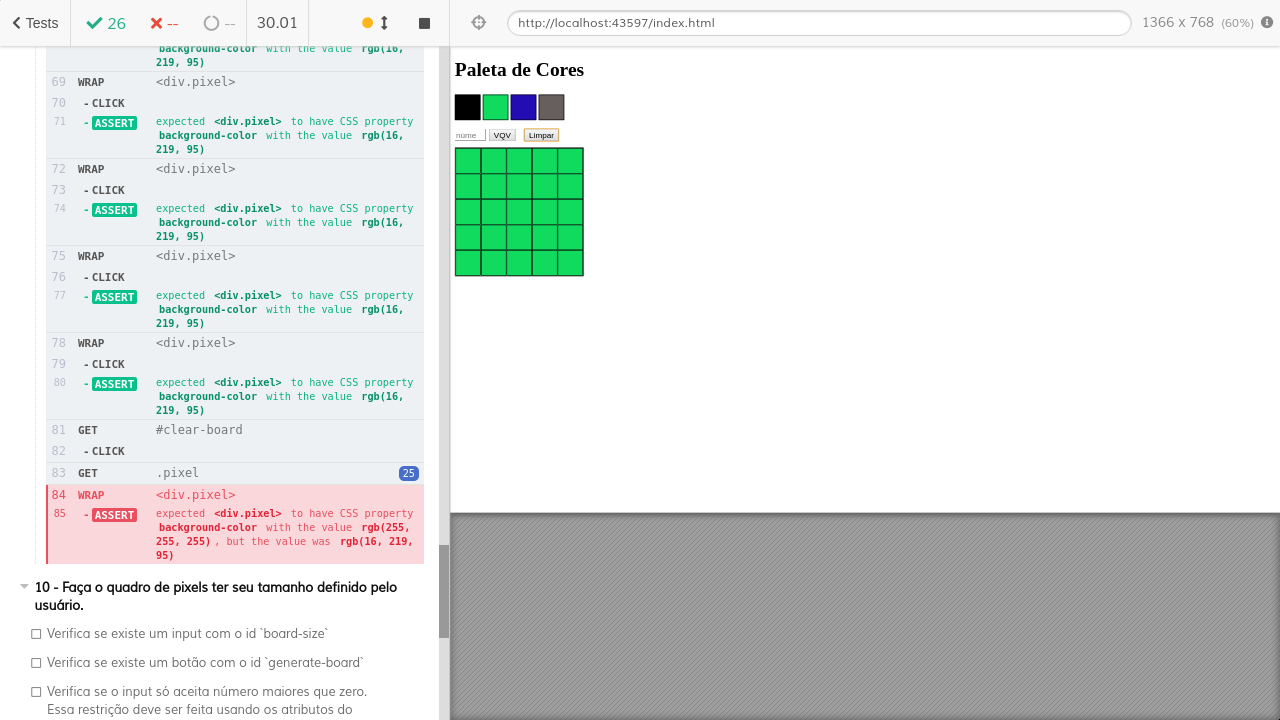 Tests 26 -- -- 30.01
http://localhost:43597/index.html 1366 x 768 (60%)
background-color with the value rgb(16,
219, 95)
69 WRAP <div.pixel>
70 -CLICK
71 -ASSERT expected <div.pixel> to have CSS property
background-color with the value rgb(16,
219, 95)
72 WRAP <div.pixel>
73 -CLICK
74 -ASSERT expected <div.pixel> to have CSS property
background-color with the value rgb(16,
219, 95)
75 WRAP <div.pixel>
76 -CLICK
77 -ASSERT expected <div.pixel> to have CSS property
background-color with the value rgb(16,
219, 95)
78 WRAP <div.pixel>
79 -CLICK
80 -ASSERT expected <div.pixel> to have CSS property
background-color with the value rgb(16,
219, 95)
81 GET #clear-board
82 -CLICK
83 GET .pixel 25
84 WRAP <div.pixel>
85 -ASSERT expected <div.pixel> to have CSS property
background-color with the value rgb(255,
255, 255), but the value was rgb(16, 219,
95)
10 - Faça o quadro de pixels ter seu tamanho definido pelo
usuário.
Verifica se existe um input com o id `board-size`
Verifica se existe um botão com o id `generate-board`
Verifica se o input só aceita número maiores que zero.
Essa restrição deve ser feita usando os atributos do
Paleta de Cores
núme VQV Limpar